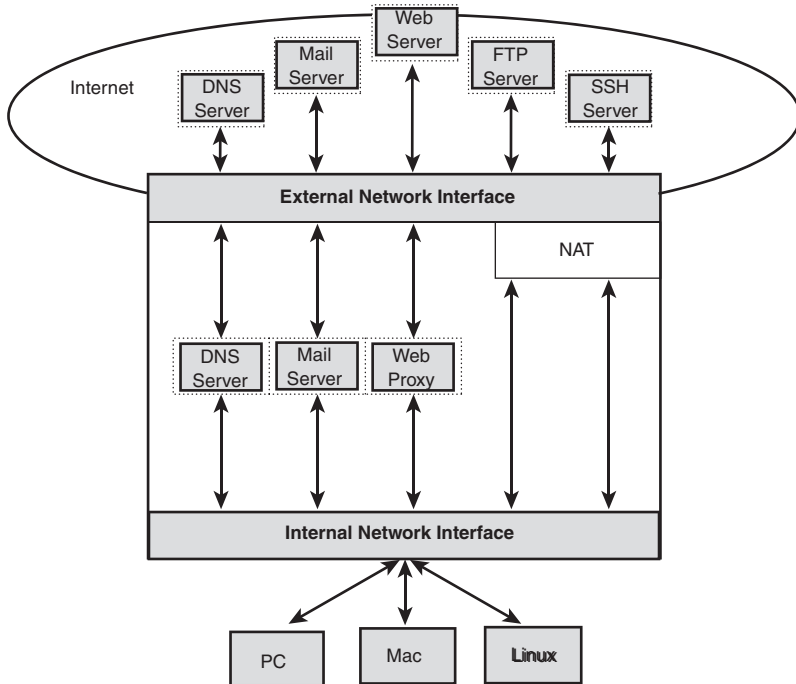 Web
Server
Mail
Server
FTP
Server
Internet
DNS
Server
SSH
Server
External Network Interface
NAT
DNS
Server
Mail
Server
Web
Proxy
Internal Network Interface
PC
Mac
Linux